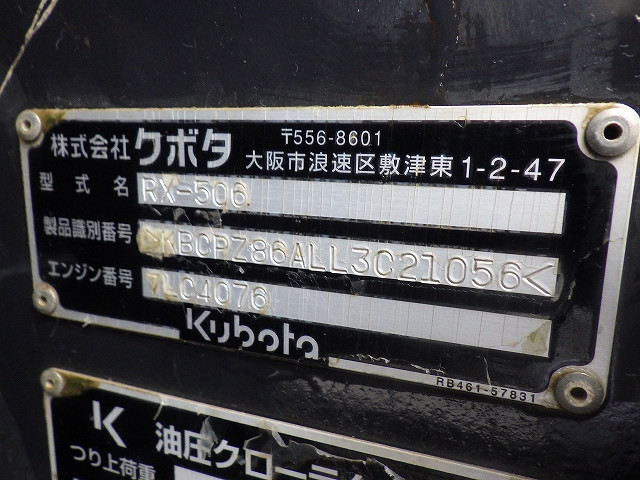 株式会社クボタ
〒556-8601
大阪市浪速区敷津東1-2-47
型式名 RX-506
製品識別番号 >KBCPZ86ALL3C21056<
エンジン番号 7LC4076
Kubota
RB461-57831
K 油圧クローラ
つり上荷重